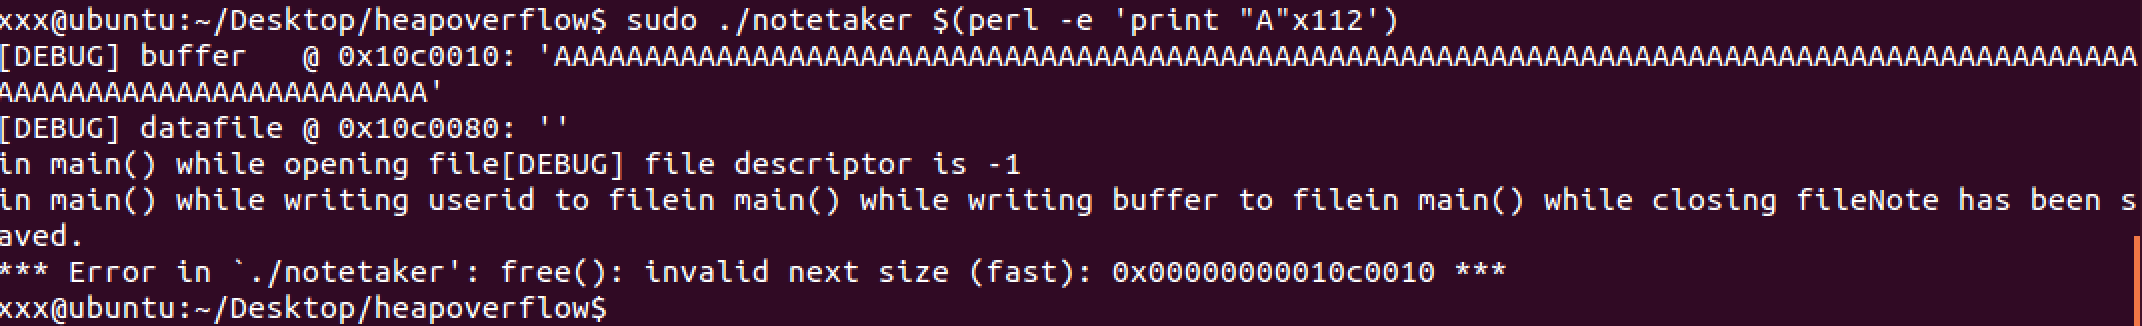 xxx@ubuntu:~/Desktop/heapoverflow$ sudo ./notetaker $(perl -e 'print "A"x112')
[DEBUG] buffer   @ 0x10c0010: 'AAAAAAAAAAAAAAAAAAAAAAAAAAAAAAAAAAAAAAAAAAAAAAAAAAAAAAAAAAAAAAAAAAAAAAAAAAAAAAAAAAAAAAAA
AAAAAAAAAAAAAAAAAAAAAAAA'
[DEBUG] datafile @ 0x10c0080: ''
in main() while opening file[DEBUG] file descriptor is -1
in main() while writing userid to filein main() while writing buffer to filein main() while closing fileNote has been s
aved.
*** Error in `./notetaker': free(): invalid next size (fast): 0x00000000010c0010 ***
xxx@ubuntu:~/Desktop/heapoverflow$